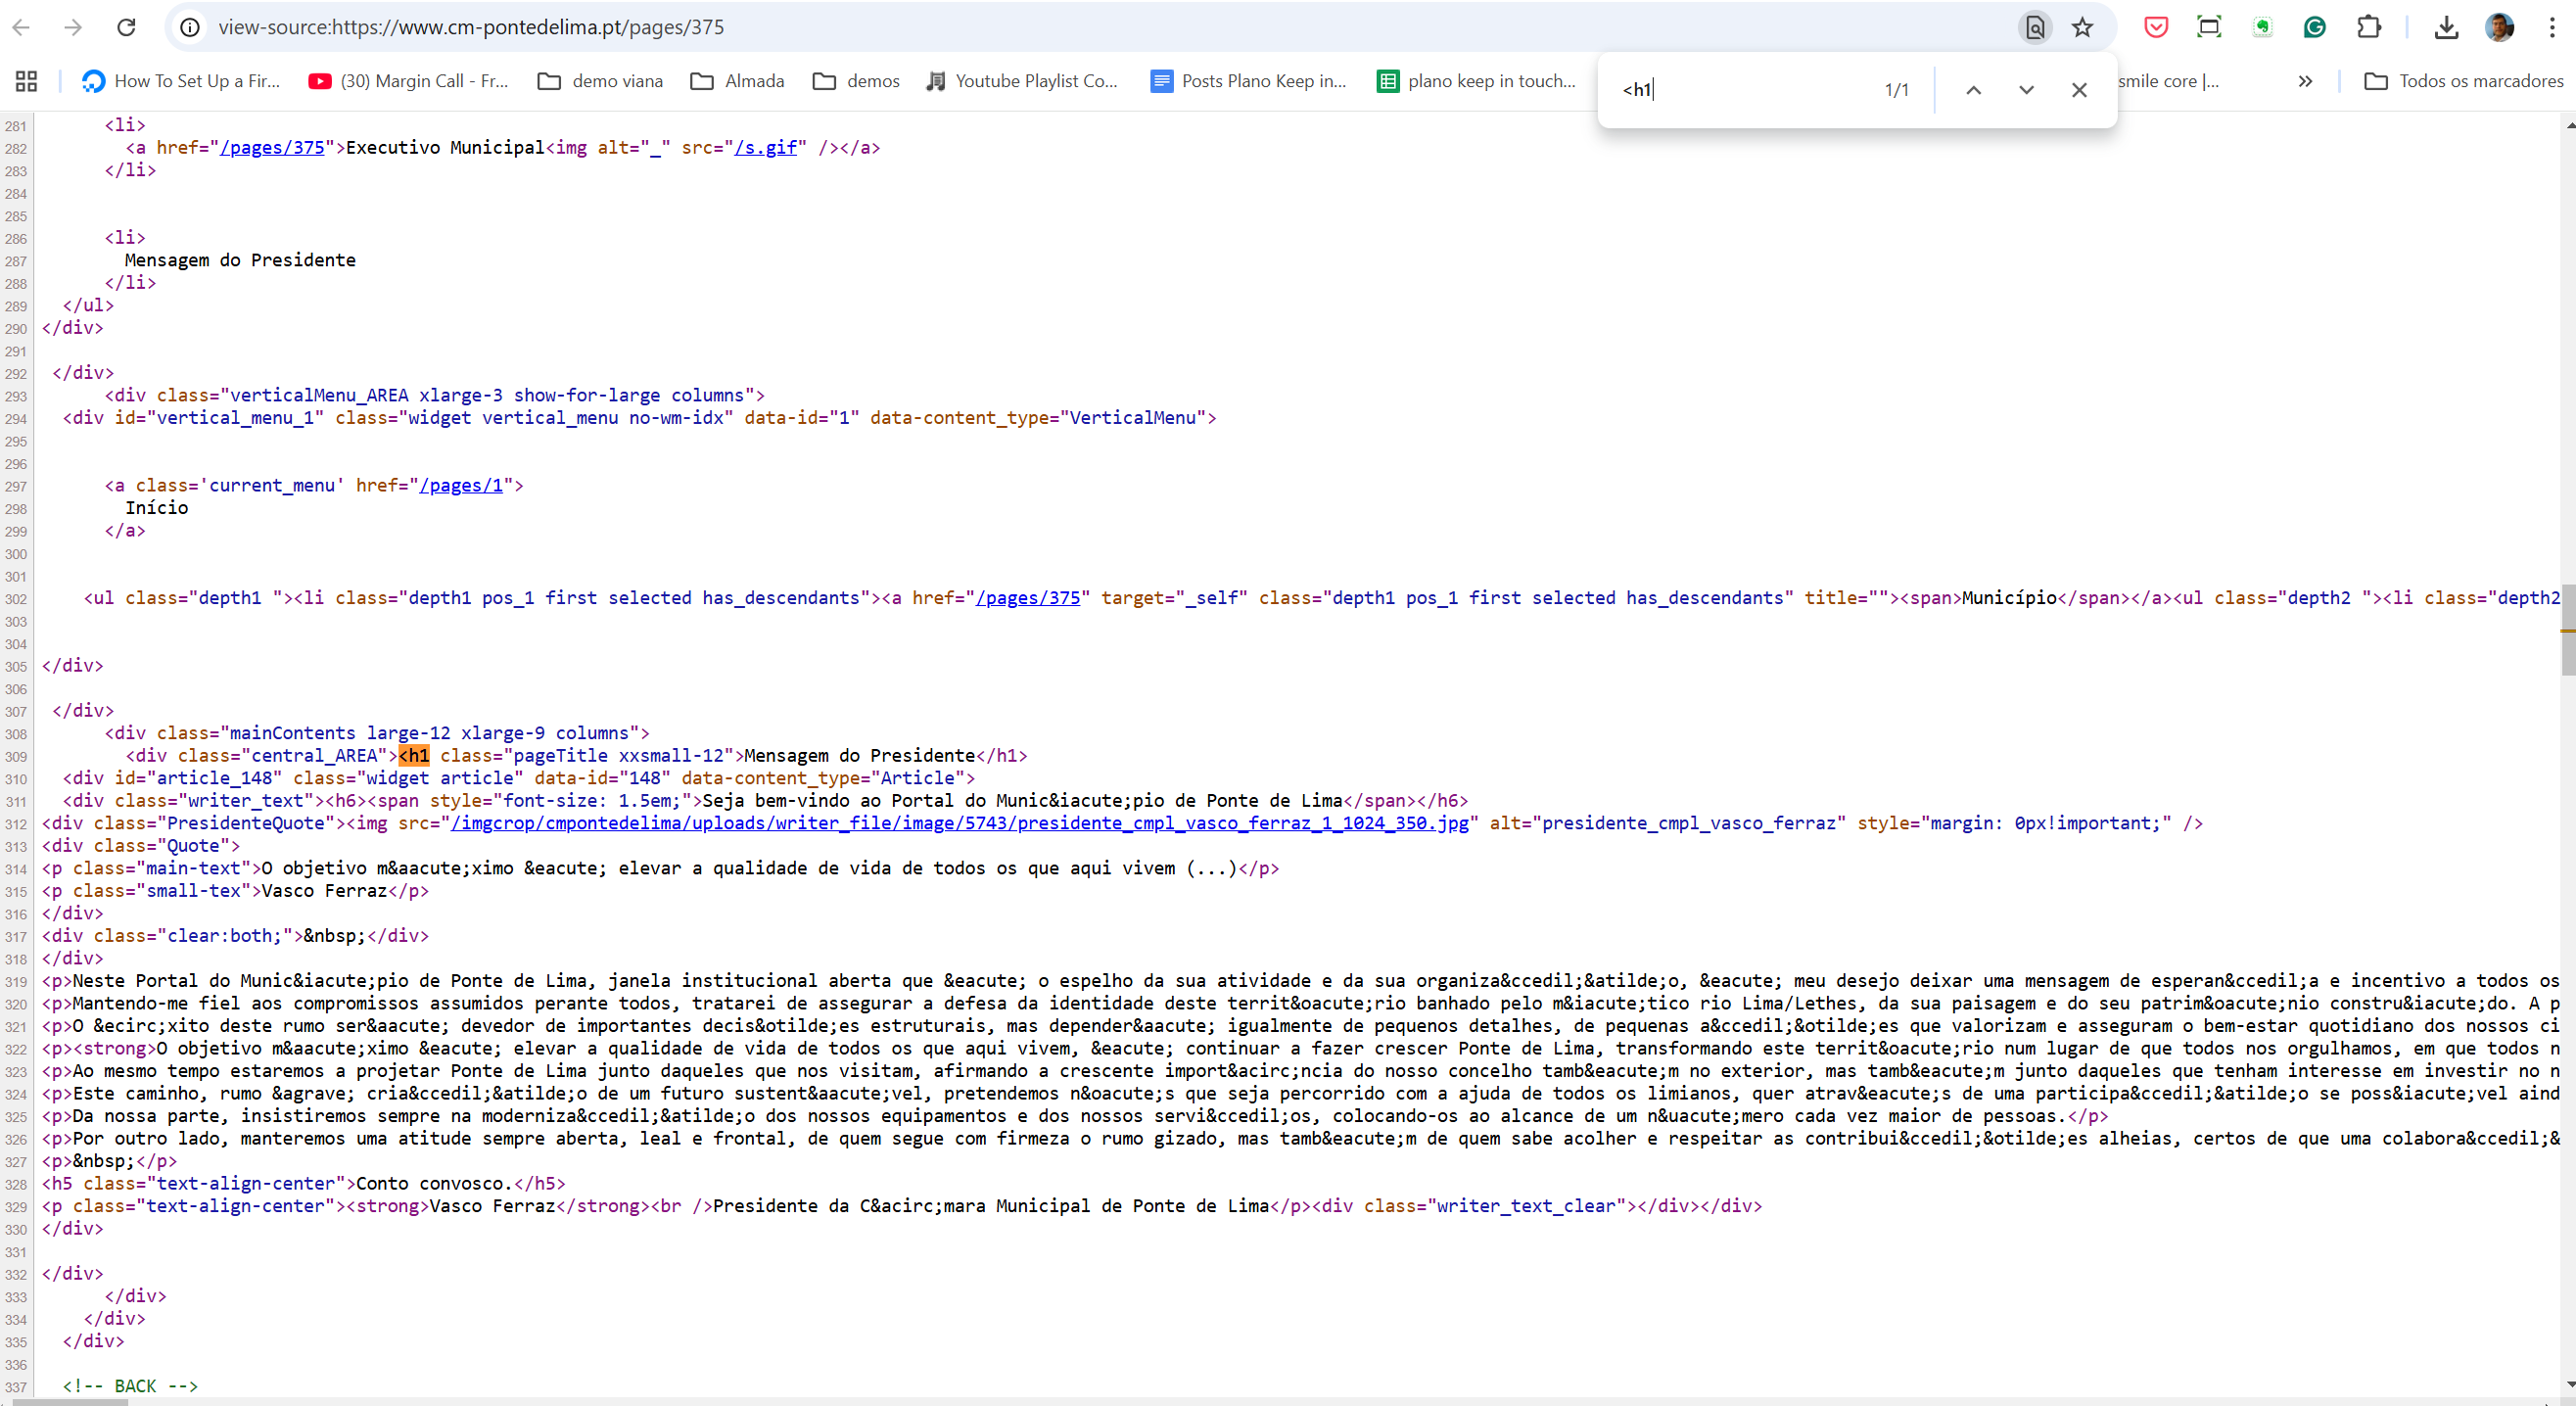 view-source:https://www.cm-pontedelima.pt/pages/375
How To Set Up a Fir... (30) Margin Call - Fr... demo viana Almada demos Youtube Playlist Co... Posts Plano Keep in... plano keep in touch... smile core |... » Todos os marcadores
<h1 1/1
281 <li>
282 <a href="/pages/375">Executivo Municipal<img alt="_" src="/s.gif" /></a>
283 </li>
284
285
286 <li>
287 Mensagem do Presidente
288 </li>
289 </ul>
290 </div>
291
292 </div>
293 <div class="verticalMenu_AREA xlarge-3 show-for-large columns">
294 <div id="vertical_menu_1" class="widget vertical_menu no-wm-idx" data-id="1" data-content_type="VerticalMenu">
295
296
297 <a class='current_menu' href="/pages/1">
298 Início
299 </a>
300
301
302 <ul class="depth1 "><li class="depth1 pos_1 first selected has_descendants"><a href="/pages/375" target="_self" class="depth1 pos_1 first selected has_descendants" title=""><span>Município</span></a><ul class="depth2 "><li class="depth2
303
304
305 </div>
306
307 </div>
308 <div class="mainContents large-12 xlarge-9 columns">
309 <div class="central_AREA"><h1 class="pageTitle xxsmall-12">Mensagem do Presidente</h1>
310 <div id="article_148" class="widget article" data-id="148" data-content_type="Article">
311 <div class="writer_text"><h6><span style="font-size: 1.5em;">Seja bem-vindo ao Portal do Munic&iacute;pio de Ponte de Lima</span></h6>
312 <div class="PresidenteQuote"><img src="/imgcrop/cmpontedelima/uploads/writer_file/image/5743/presidente_cmpl_vasco_ferraz_1_1024_350.jpg" alt="presidente_cmpl_vasco_ferraz" style="margin: 0px!important;" />
313 <div class="Quote">
314 <p class="main-text">O objetivo m&aacute;ximo &eacute; elevar a qualidade de vida de todos os que aqui vivem (...)</p>
315 <p class="small-tex">Vasco Ferraz</p>
316 </div>
317 <div class="clear:both;">&nbsp;</div>
318 </div>
319 <p>Neste Portal do Munic&iacute;pio de Ponte de Lima, janela institucional aberta que &eacute; o espelho da sua atividade e da sua organiza&ccedil;&atilde;o, &eacute; meu desejo deixar uma mensagem de esperan&ccedil;a e incentivo a todos os
320 <p>Mantendo-me fiel aos compromissos assumidos perante todos, tratarei de assegurar a defesa da identidade deste territ&oacute;rio banhado pelo m&iacute;tico rio Lima/Lethes, da sua paisagem e do seu patrim&oacute;nio constru&iacute;do. A p
321 <p>O &ecirc;xito deste rumo ser&aacute; devedor de importantes decis&otilde;es estruturais, mas depender&aacute; igualmente de pequenos detalhes, de pequenas a&ccedil;&otilde;es que valorizam e asseguram o bem-estar quotidiano dos nossos ci
322 <p><strong>O objetivo m&aacute;ximo &eacute; elevar a qualidade de vida de todos os que aqui vivem, &eacute; continuar a fazer crescer Ponte de Lima, transformando este territ&oacute;rio num lugar de que todos nos orgulhamos, em que todos n
323 <p>Ao mesmo tempo estaremos a projetar Ponte de Lima junto daqueles que nos visitam, afirmando a crescente import&acirc;ncia do nosso concelho tamb&eacute;m no exterior, mas tamb&eacute;m junto daqueles que tenham interesse em investir no n
324 <p>Este caminho, rumo &agrave; cria&ccedil;&atilde;o de um futuro sustent&aacute;vel, pretendemos n&oacute;s que seja percorrido com a ajuda de todos os limianos, quer atrav&eacute;s de uma participa&ccedil;&atilde;o se poss&iacute;vel aind
325 <p>Da nossa parte, insistiremos sempre na moderniza&ccedil;&atilde;o dos nossos equipamentos e dos nossos servi&ccedil;os, colocando-os ao alcance de um n&uacute;mero cada vez maior de pessoas.</p>
326 <p>Por outro lado, manteremos uma atitude sempre aberta, leal e frontal, de quem segue com firmeza o rumo gizado, mas tamb&eacute;m de quem sabe acolher e respeitar as contribui&ccedil;&otilde;es alheias, certos de que uma colabora&ccedil;&
327 <p>&nbsp;</p>
328 <h5 class="text-align-center">Conto convosco.</h5>
329 <p class="text-align-center"><strong>Vasco Ferraz</strong><br />Presidente da C&acirc;mara Municipal de Ponte de Lima</p><div class="writer_text_clear"></div></div>
330 </div>
331
332 </div>
333 </div>
334 </div>
335 </div>
336
337 <!-- BACK -->